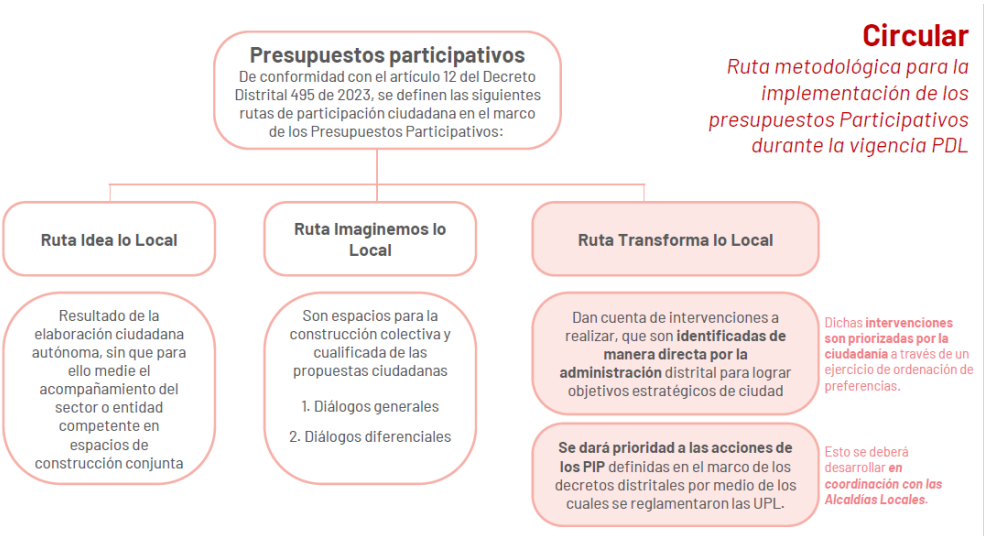 Circular
Ruta metodológica para la
implementación de los
presupuestos Participativos
durante la vigencia PDL
Presupuestos participativos
De conformidad con el artículo 12 del Decreto
Distrital 495 de 2023, se definen las siguientes
rutas de participación ciudadana en el marco
de los Presupuestos Participativos:
Ruta Idea lo Local
Resultado de la
elaboración ciudadana
autónoma, sin que para
ello medie el
acompañamiento del
sector o entidad
competente en
espacios de
construcción conjunta
Ruta Imaginemos lo
Local
Son espacios para la
construcción colectiva y
cualificada de las
propuestas ciudadanas
1. Diálogos generales
2. Diálogos diferenciales
Ruta Transforma lo Local
Dan cuenta de intervenciones a
realizar, que son identificadas de
manera directa por la
administración distrital para lograr
objetivos estratégicos de ciudad
Dichas intervenciones
son priorizadas por la
ciudadanía a través de un
ejercicio de ordenación de
preferencias.
Se dará prioridad a las acciones de
los PIP definidas en el marco de los
decretos distritales por medio de los
cuales se reglamentaron las UPL.
Esto se deberá
desarrollar en
coordinación con las
Alcaldías Locales.